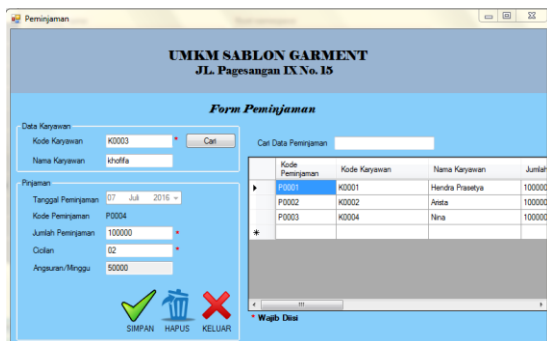 Peminjaman
UMKM SABLON GARMENT
JL. Pagesangan IX No. 15
Form Peminjaman
Data Karyawan
Kode Karyawan K0003 * Cari
Nama Karyawan khofifa
Cari Data Peminjaman
Pinjaman
Tanggal Peminjaman 07 Juli 2016
Kode Peminjaman P0004
Jumlah Peminjaman 100000 *
Cicilan 02 *
Angsuran/Minggu 50000
SIMPAN HAPUS KELUAR
Kode Peminjaman Kode Karyawan Nama Karyawan Jumlah
P0001 K0001 Hendra Prasetya 100000
P0002 K0002 Arista 100000
P0003 K0004 Nina 100000
* Wajib Diisi